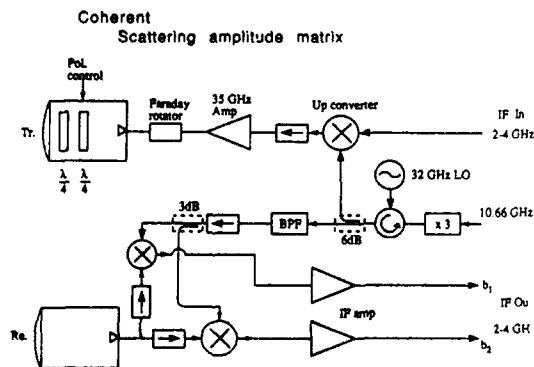 Coherent
Scattering amplitude matrix
Pol.
control
Faraday
rotator
35 GHz
Amp
Up converter
IF In
2-4 GHz
Tr.
λ/4 λ/4
32 GHz LO
3dB
BPF
6dB
x 3
10.66 GHz
b1
IF Ou
IF amp
2-4 GH
b2
Re.